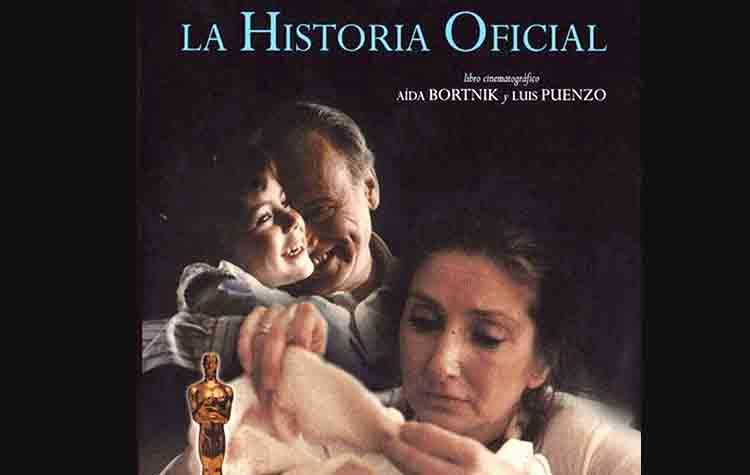 LA HISTORIA OFICIAL
libro cinematográfico
AÍDA BORTNIK y LUIS PUENZO